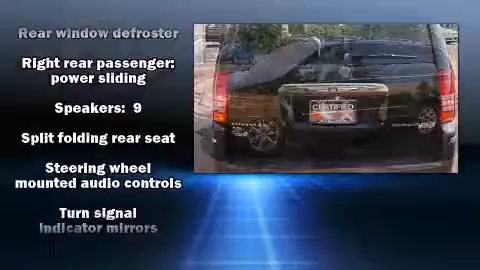 Rear window defroster
Right rear passenger:
power sliding
Speakers: 9
Split folding rear seat
Steering wheel
mounted audio controls
Turn signal
indicator mirrors
CERTIFIED